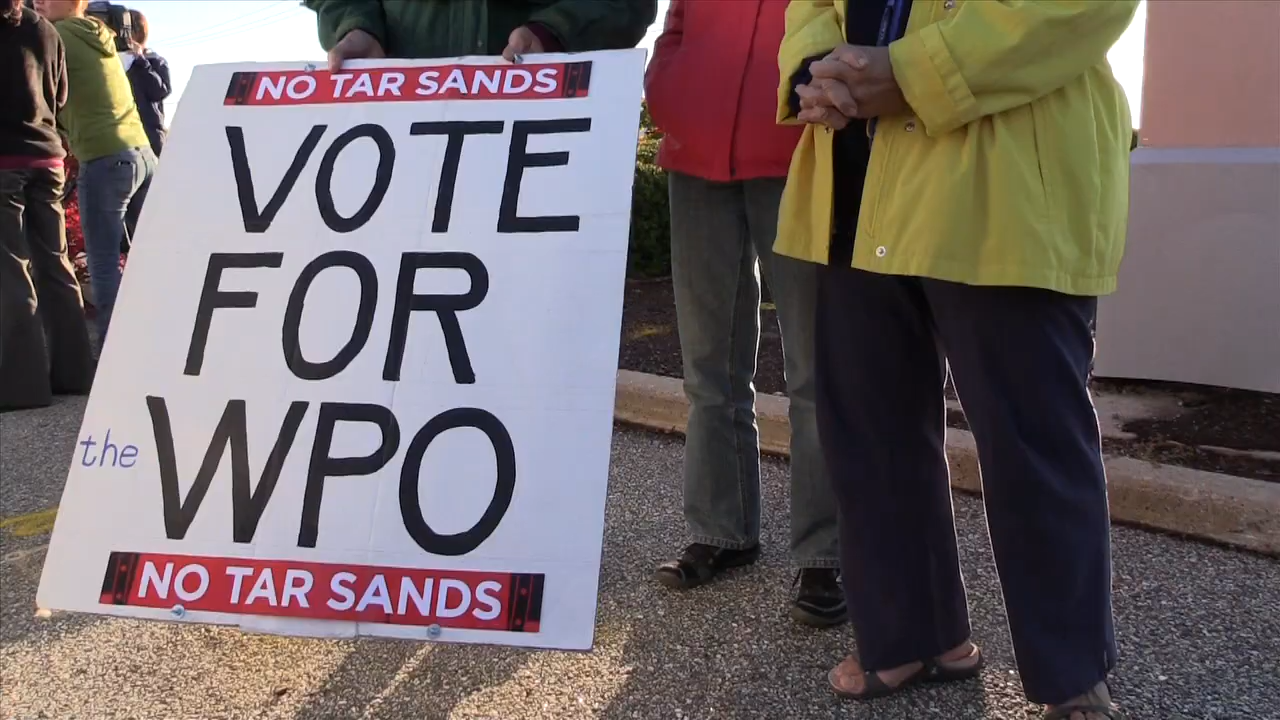 NO TAR SANDS
VOTE
FOR
the WPO
NO TAR SANDS